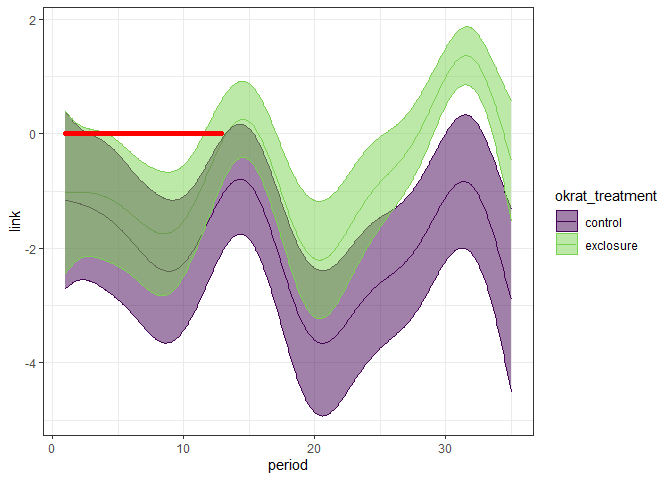 2
0
-2
-4
link
0
10
20
30
period
okrat_treatment
control
exclosure